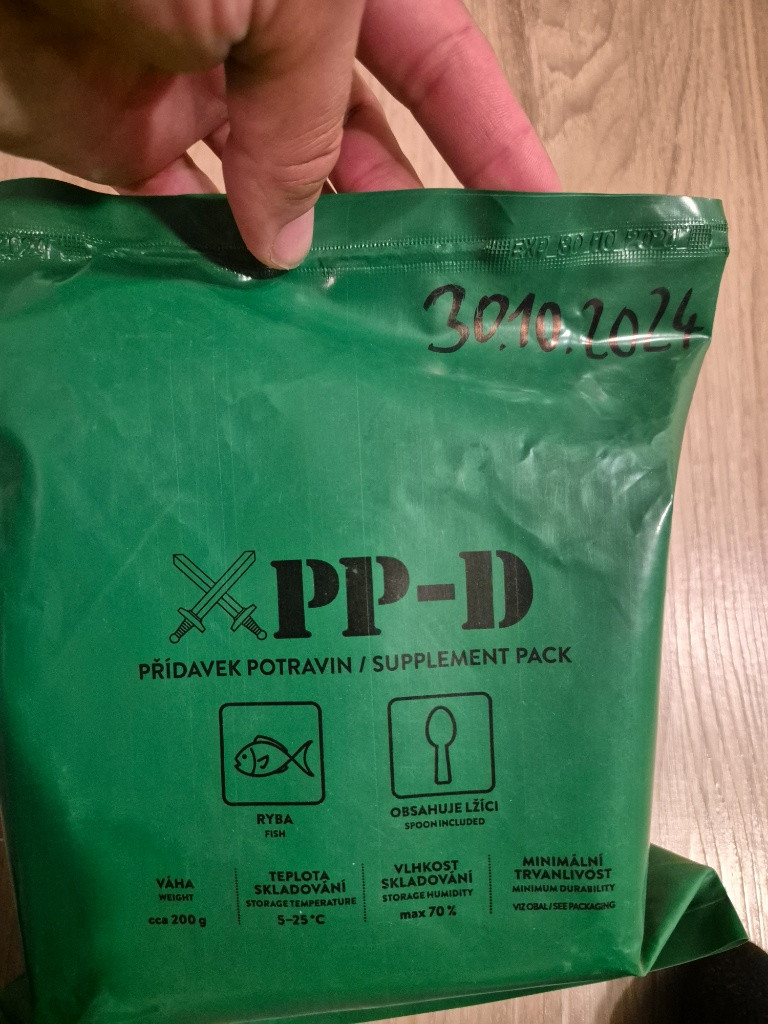 30.10.2024
PP-D
PŘÍDAVEK POTRAVIN / SUPPLEMENT PACK
RYBA
FISH
OBSAHUJE LŽÍCI
SPOON INCLUDED
VÁHA
WEIGHT
cca 200 g
TEPLOTA
SKLADOVÁNÍ
STORAGE TEMPERATURE
5–25 °C
VLHKOST
SKLADOVÁNÍ
STORAGE HUMIDITY
max 70 %
MINIMÁLNÍ
TRVANLIVOST
MINIMUM DURABILITY
VIZ OBAL / SEE PACKAGING